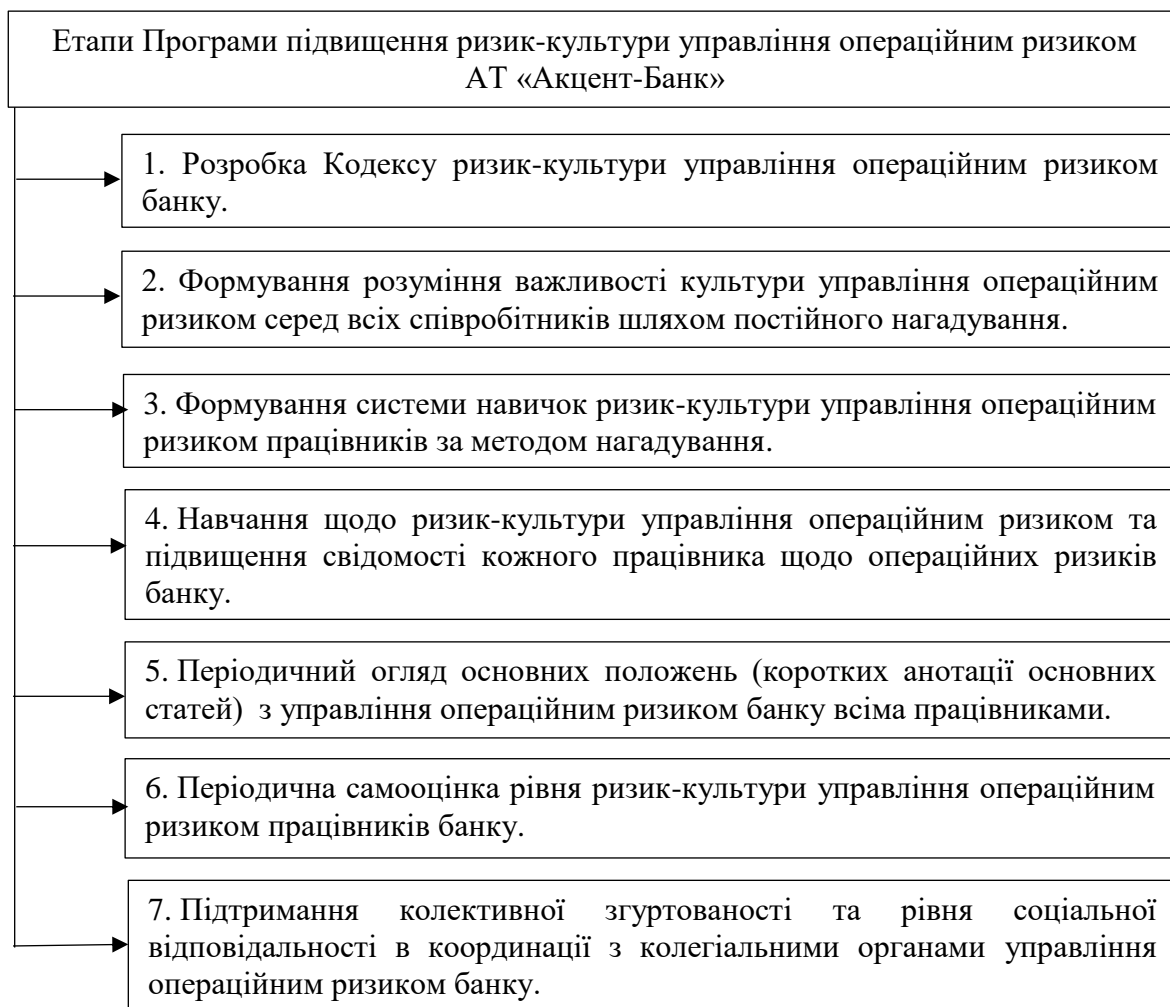 Етапи Програми підвищення ризик-культури управління операційним ризиком
АТ «Акцент-Банк»
1. Розробка Кодексу ризик-культури управління операційним ризиком
банку.
2. Формування розуміння важливості культури управління операційним
ризиком серед всіх співробітників шляхом постійного нагадування.
3. Формування системи навичок ризик-культури управління операційним
ризиком працівників за методом нагадування.
4. Навчання щодо ризик-культури управління операційним ризиком та
підвищення свідомості кожного працівника щодо операційних ризиків
банку.
5. Періодичний огляд основних положень (коротких анотації основних
статей) з управління операційним ризиком банку всіма працівниками.
6. Періодична самооцінка рівня ризик-культури управління операційним
ризиком працівників банку.
7. Підтримання колективної згуртованості та рівня соціальної
відповідальності в координації з колегіальними органами управління
операційним ризиком банку.